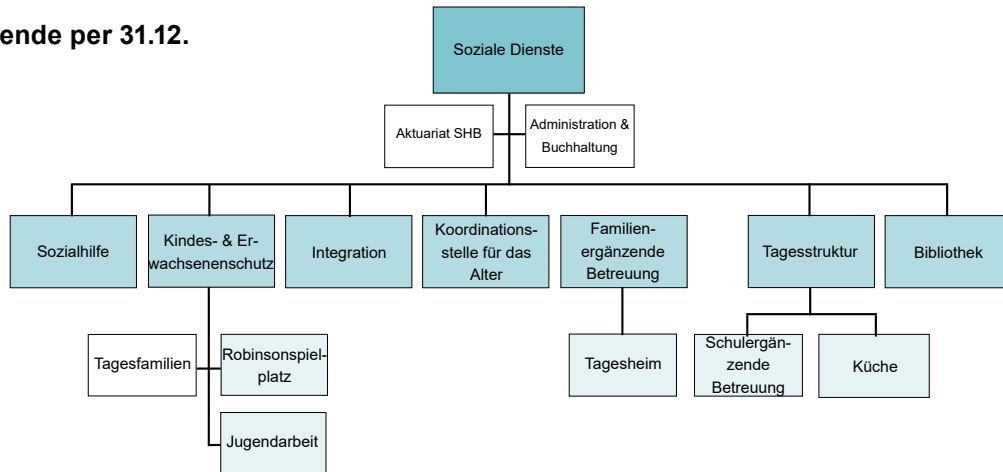 ende per 31.12.
Soziale Dienste
Aktuariat SHB
Administration &
Buchhaltung
Sozialhilfe
Kindes- & Er-
wachsenenschutz
Integration
Koordinations-
stelle für das
Alter
Familien-
ergänzende
Betreuung
Tagesstruktur
Bibliothek
Tagesfamilien
Robinsonspiel-
platz
Tagesheim
Schulergän-
zende
Betreuung
Küche
Jugendarbeit